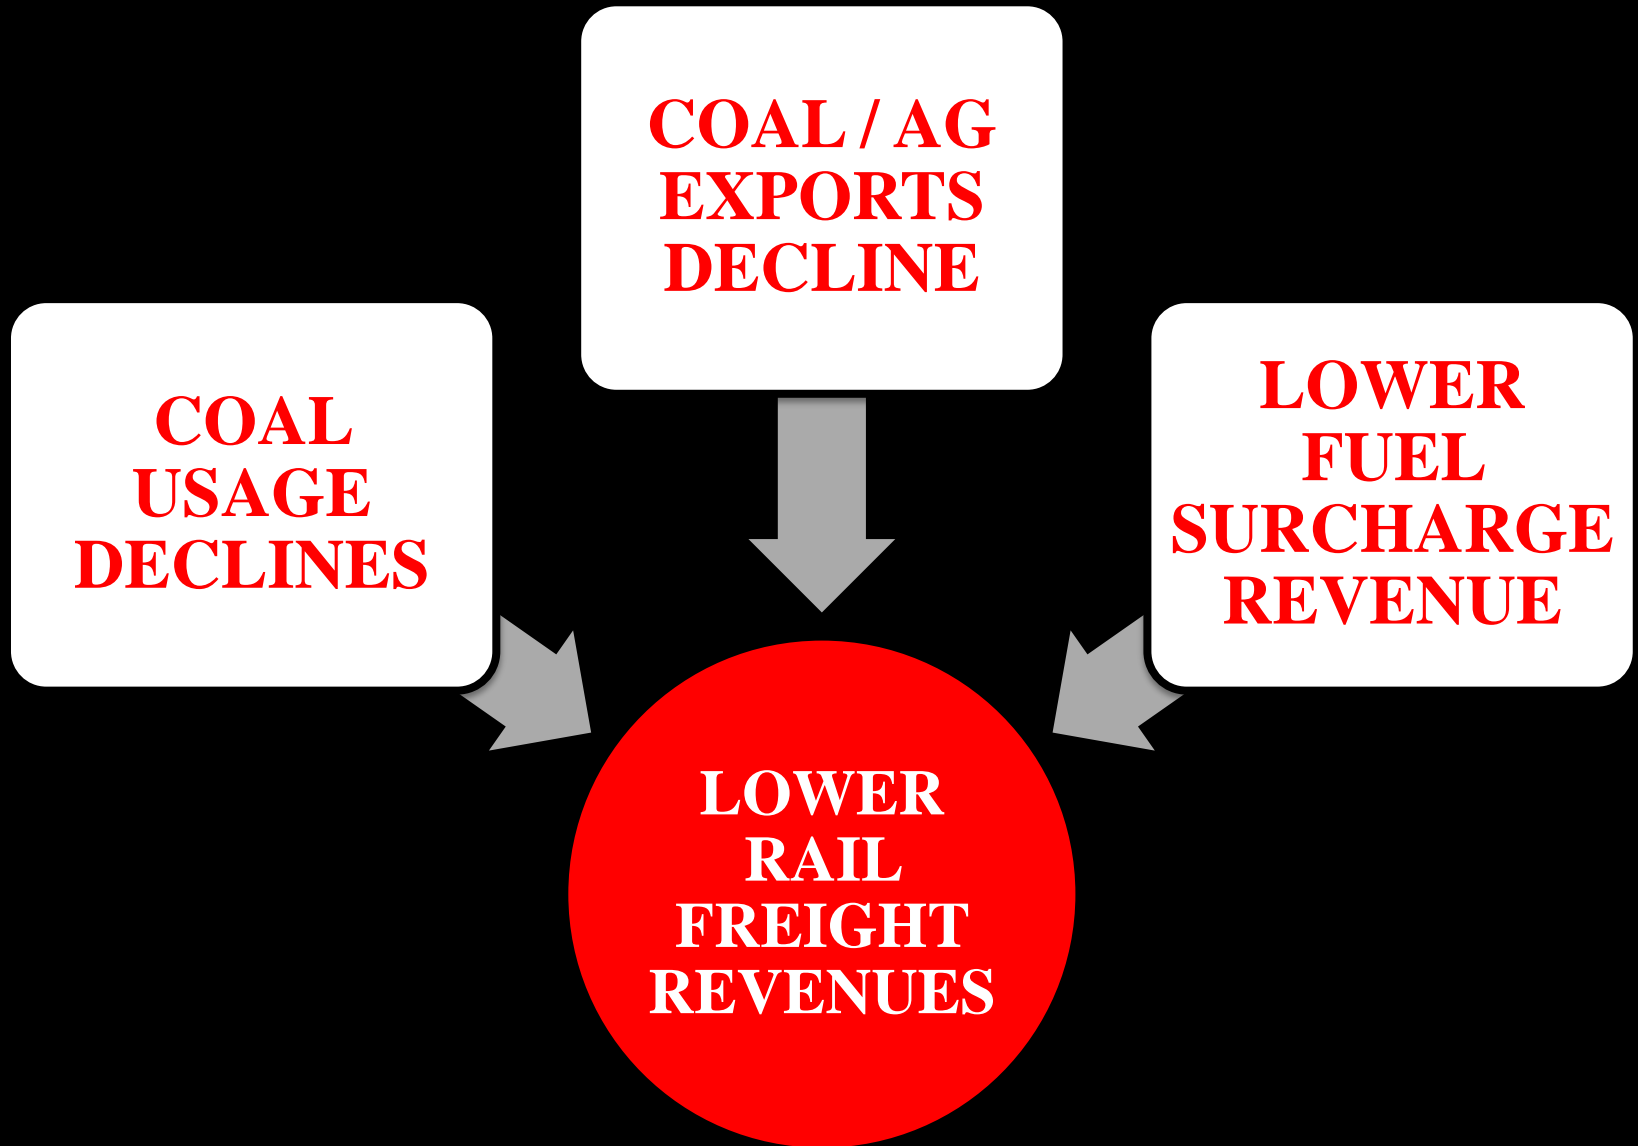 COAL / AG
EXPORTS
DECLINE
COAL
USAGE
DECLINES
LOWER
FUEL
SURCHARGE
REVENUE
LOWER
RAIL
FREIGHT
REVENUES